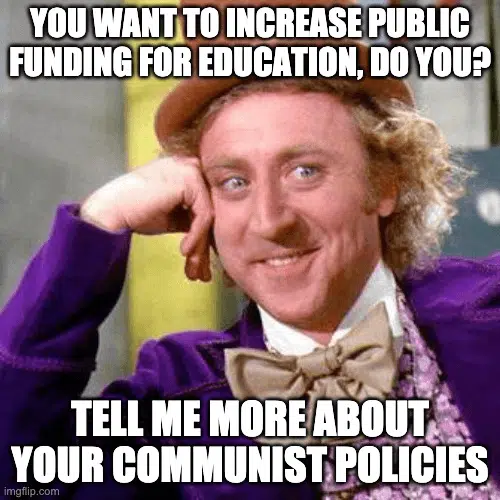 YOU WANT TO INCREASE PUBLIC
FUNDING FOR EDUCATION, DO YOU?
TELL ME MORE ABOUT
YOUR COMMUNIST POLICIES
imgflip.com